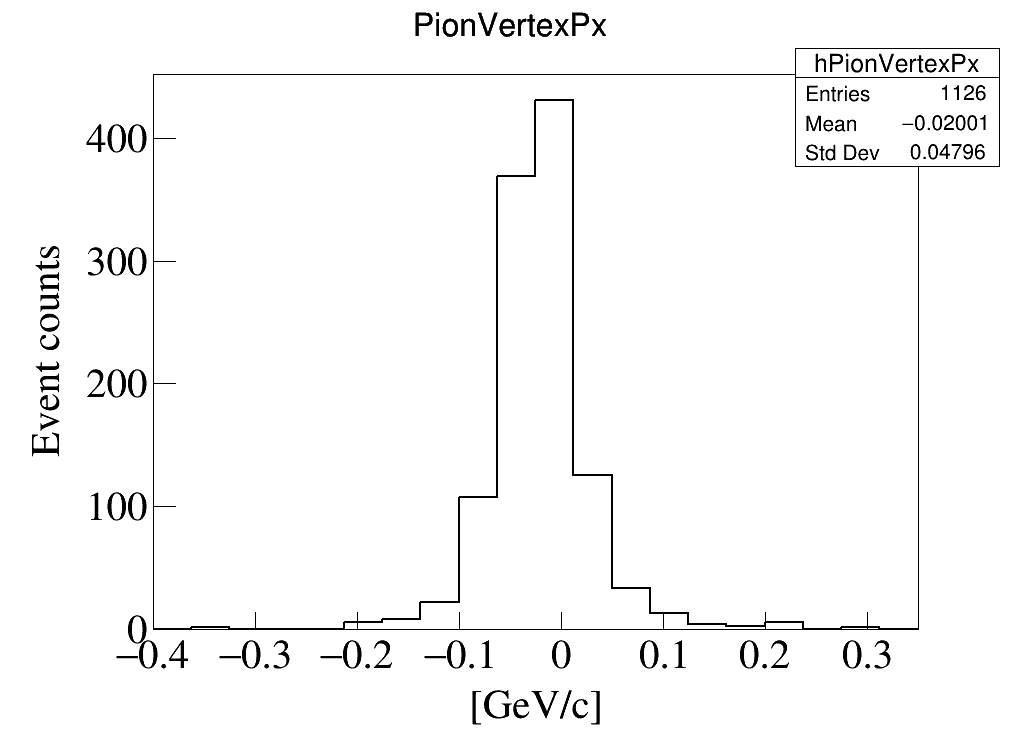 PionVertexPx
hPionVertexPx
Entries 1126
Mean −0.02001
Std Dev 0.04796
Event counts
400
300
200
100
0
−0.4 −0.3 −0.2 −0.1 0 0.1 0.2 0.3
[GeV/c]